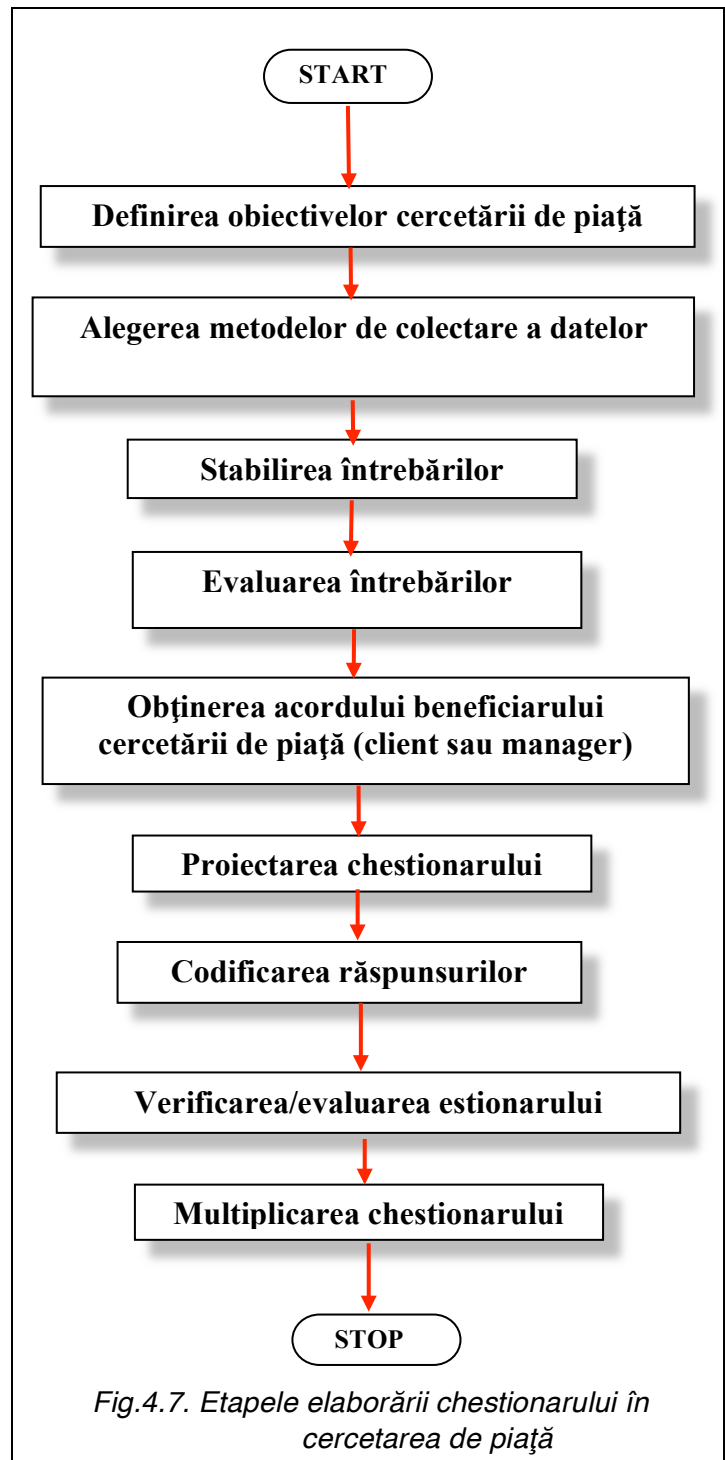 START
Definirea obiectivelor cercetării de piaţă
Alegerea metodelor de colectare a datelor
Stabilirea întrebărilor
Evaluarea întrebărilor
Obţinerea acordului beneficiarului
cercetării de piaţă (client sau manager)
Proiectarea chestionarului
Codificarea răspunsurilor
Verificarea/evaluarea estionarului
Multiplicarea chestionarului
STOP
Fig.4.7. Etapele elaborării chestionarului în
cercetarea de piaţă